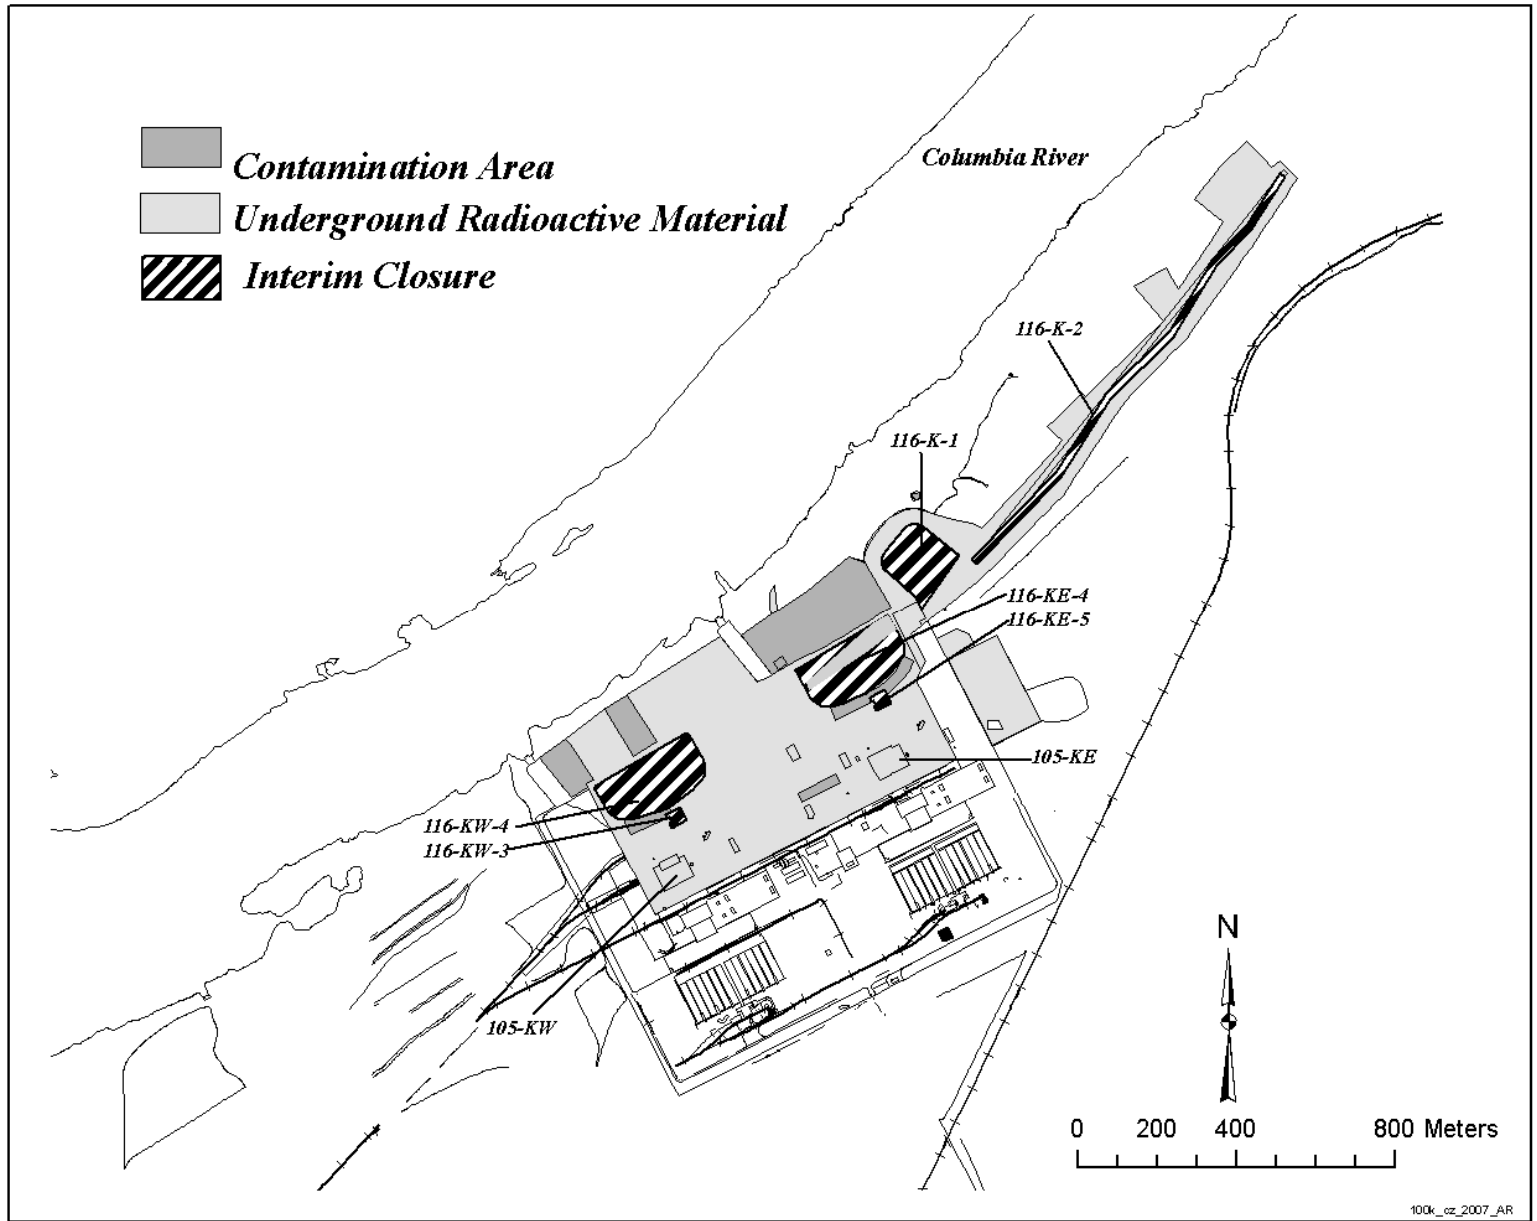 Contamination Area
Underground Radioactive Material
Interim Closure
Columbia River
116-K-2
116-K-1
116-KE-4
116-KE-5
105-KE
116-KW-4
116-KW-3
105-KW
N
0 200 400 800 Meters
100k_cz_2007_AR